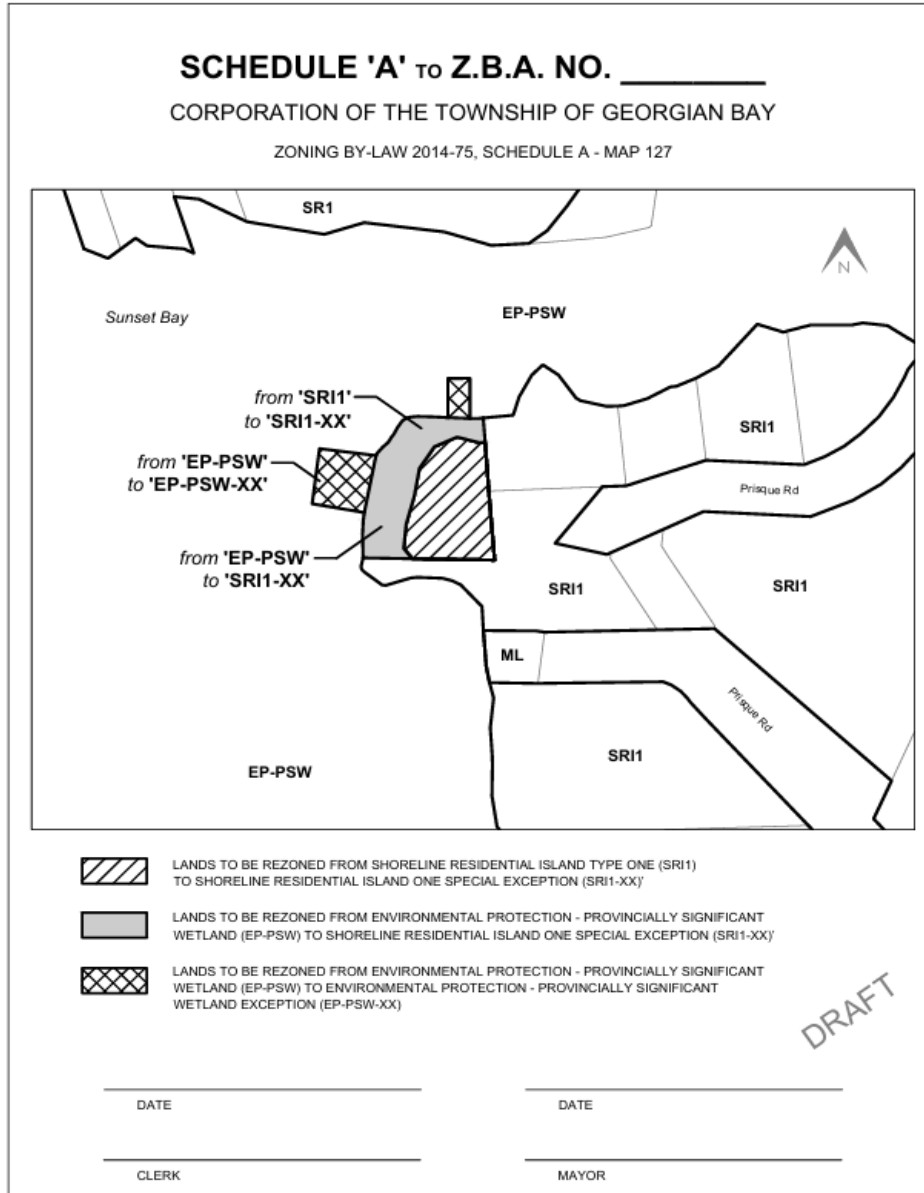 SCHEDULE 'A' TO Z.B.A. NO. ________
CORPORATION OF THE TOWNSHIP OF GEORGIAN BAY
ZONING BY-LAW 2014-75, SCHEDULE A - MAP 127
SR1
N
Sunset Bay
EP-PSW
from 'SRI1'
to 'SRI1-XX'
SRI1
from 'EP-PSW'
to 'EP-PSW-XX'
Prisque Rd
from 'EP-PSW'
to 'SRI1-XX'
SRI1
SRI1
ML
Prisque Rd
SRI1
EP-PSW
LANDS TO BE REZONED FROM SHORELINE RESIDENTIAL ISLAND TYPE ONE (SRI1)
TO SHORELINE RESIDENTIAL ISLAND ONE SPECIAL EXCEPTION (SRI1-XX)'
LANDS TO BE REZONED FROM ENVIRONMENTAL PROTECTION - PROVINCIALLY SIGNIFICANT
WETLAND (EP-PSW) TO SHORELINE RESIDENTIAL ISLAND ONE SPECIAL EXCEPTION (SRI1-XX)'
LANDS TO BE REZONED FROM ENVIRONMENTAL PROTECTION - PROVINCIALLY SIGNIFICANT
WETLAND (EP-PSW) TO ENVIRONMENTAL PROTECTION - PROVINCIALLY SIGNIFICANT
WETLAND EXCEPTION (EP-PSW-XX)
DRAFT
DATE
DATE
CLERK
MAYOR